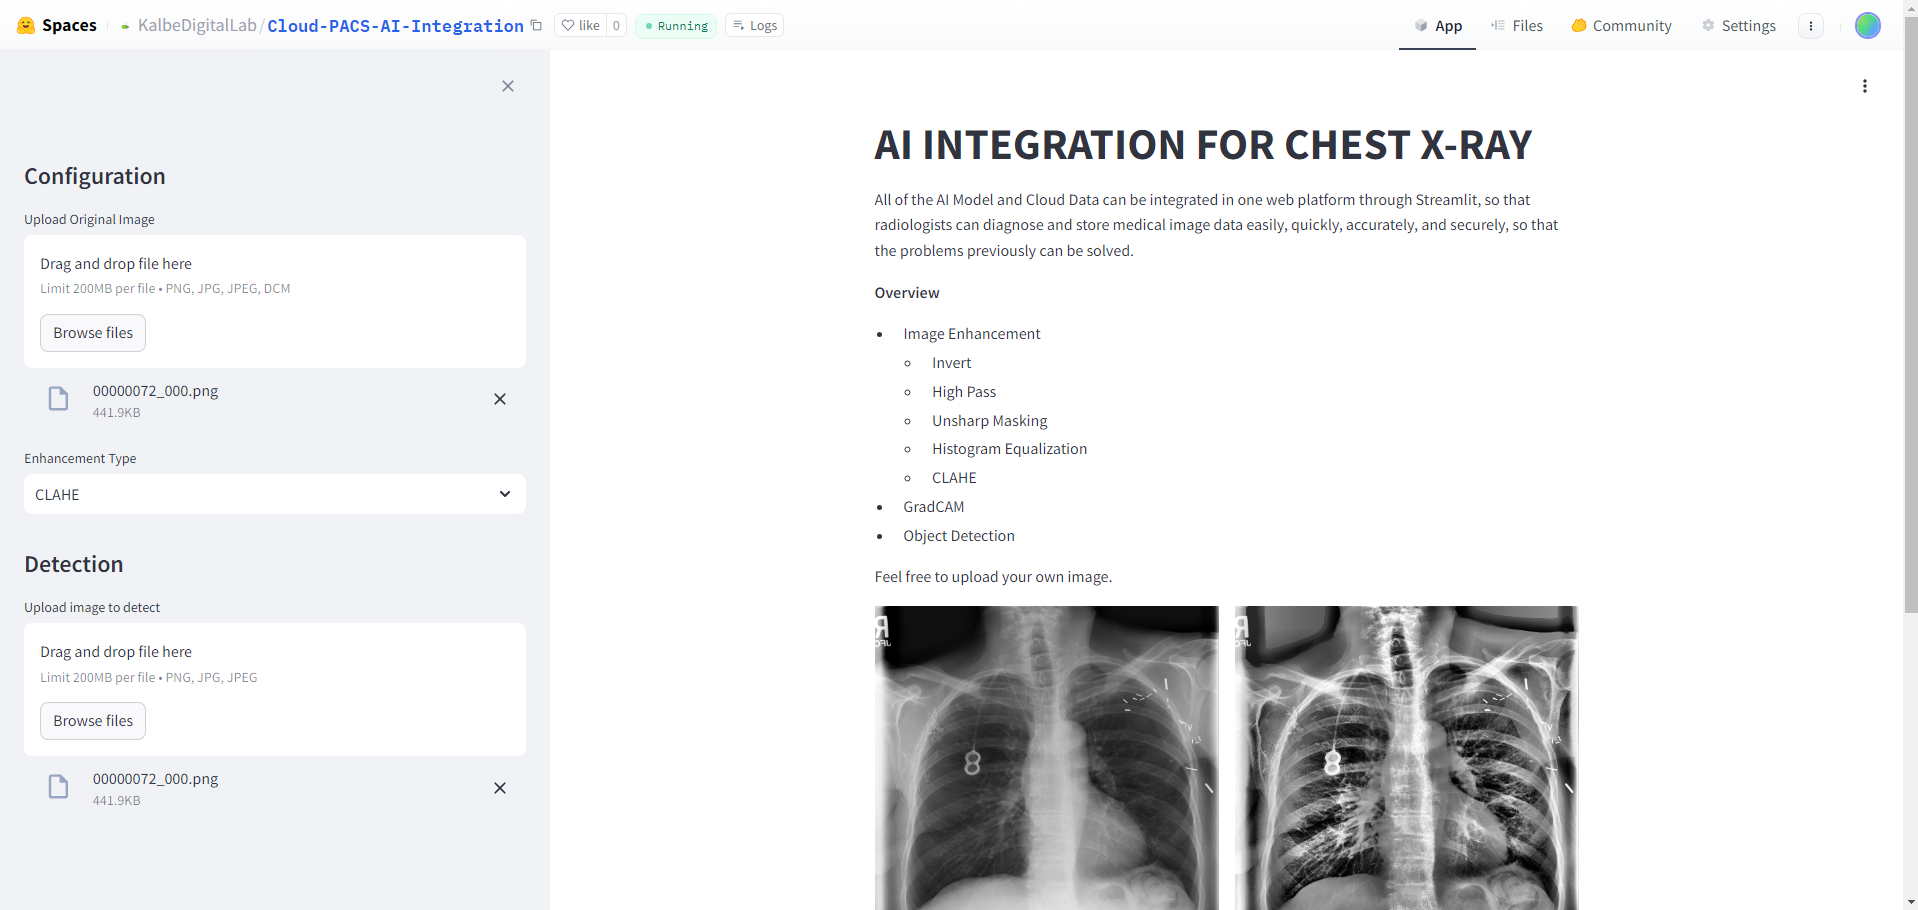 Spaces
KalbeDigitalLab/Cloud-PACS-AI-Integration
like 0
Running
Logs
App
Files
Community
Settings
Configuration
Upload Original Image
Drag and drop file here
Limit 200MB per file • PNG, JPG, JPEG, DCM
Browse files
00000072_000.png
441.9KB
Enhancement Type
CLAHE
Detection
Upload image to detect
Drag and drop file here
Limit 200MB per file • PNG, JPG, JPEG
Browse files
00000072_000.png
441.9KB
AI INTEGRATION FOR CHEST X-RAY
All of the AI Model and Cloud Data can be integrated in one web platform through Streamlit, so that
radiologists can diagnose and store medical image data easily, quickly, accurately, and securely, so that
the problems previously can be solved.
Overview
• Image Enhancement
◦ Invert
◦ High Pass
◦ Unsharp Masking
◦ Histogram Equalization
◦ CLAHE
• GradCAM
• Object Detection
Feel free to upload your own image.
8
8